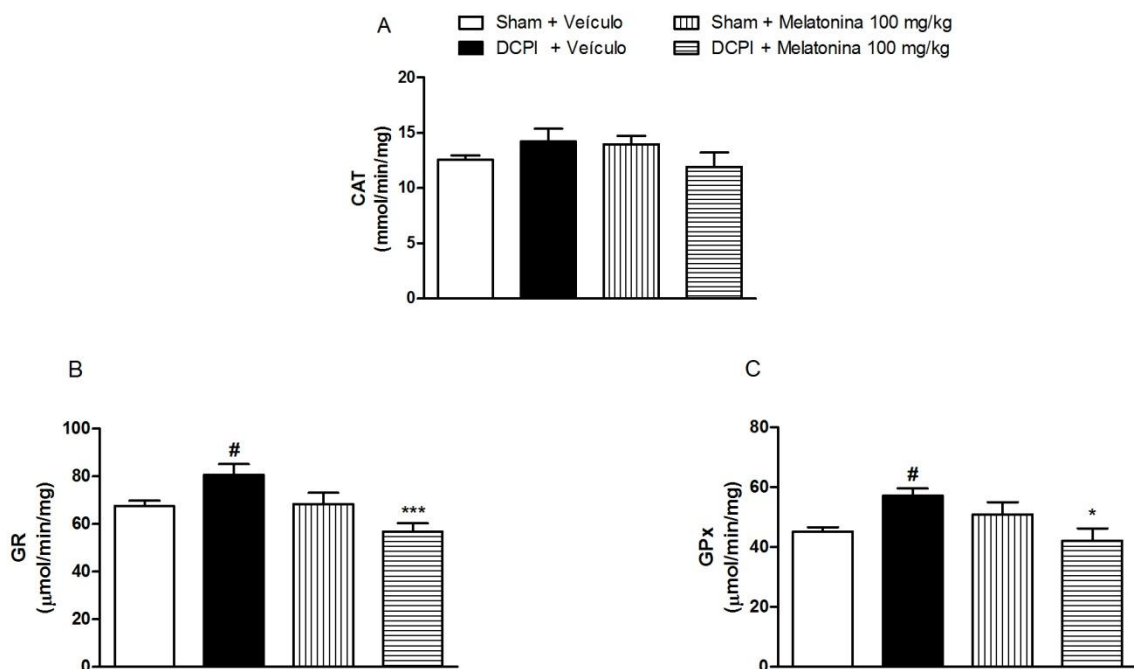 A
Sham + Veículo
Sham + Melatonina 100 mg/kg
DCPI + Veículo
DCPI + Melatonina 100 mg/kg
CAT
(mmol/min/mg)
20
15
10
5
0
B
GR
(µmol/min/mg)
100
80
60
40
20
0
#
***
C
GPx
(µmol/min/mg)
80
60
40
20
0
#
*